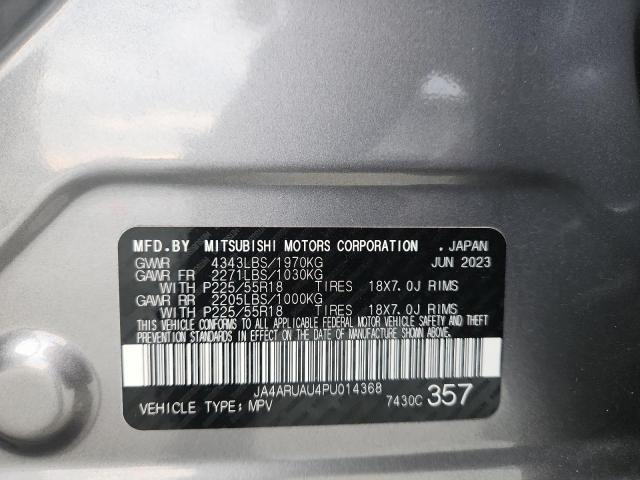 MFD.BY MITSUBISHI MOTORS CORPORATION . JAPAN
GVWR 4343LBS/1970KG JUN 2023
GAWR FR 2271LBS/1030KG
WITH P225/55R18 TIRES 18X7.0J RIMS
GAWR RR 2205LBS/1000KG
WITH P225/55R18 TIRES 18X7.0J RIMS
THIS VEHICLE CONFORMS TO ALL APPLICABLE FEDERAL MOTOR VEHICLE SAFETY AND THEFT
PREVENTION STANDARDS IN EFFECT ON THE DATE OF MANUFACTURE SHOWN ABOVE.
JA4ARUAU4PU014368
VEHICLE TYPE: MPV 7430C 357